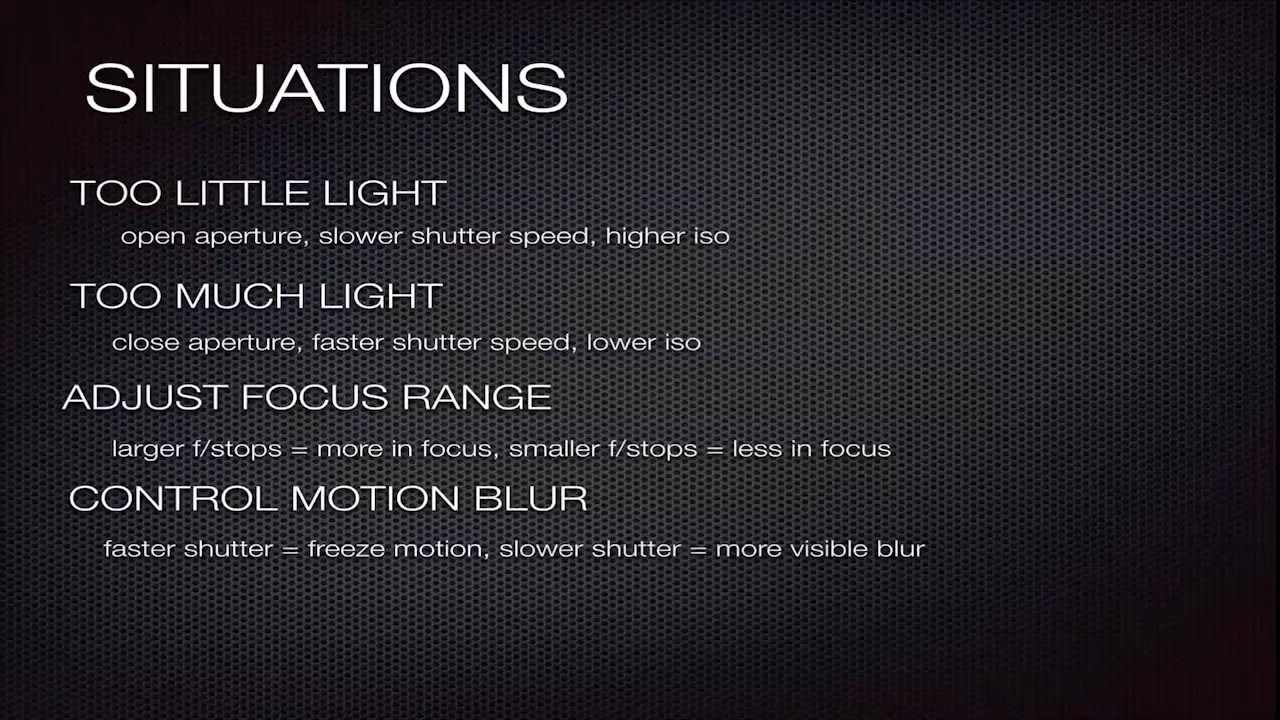 SITUATIONS
TOO LITTLE LIGHT
open aperture, slower shutter speed, higher iso
TOO MUCH LIGHT
close aperture, faster shutter speed, lower iso
ADJUST FOCUS RANGE
larger f/stops = more in focus, smaller f/stops = less in focus
CONTROL MOTION BLUR
faster shutter = freeze motion, slower shutter = more visible blur